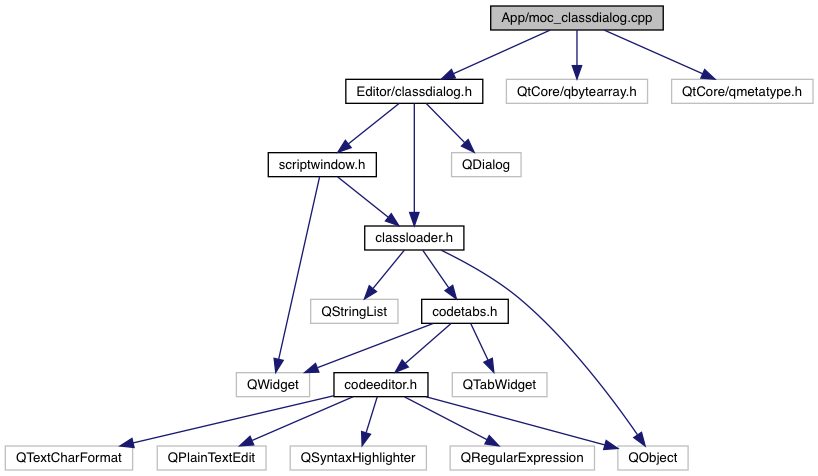 App/moc_classdialog.cpp
Editor/classdialog.h
QtCore/qbytearray.h
QtCore/qmetatype.h
scriptwindow.h
QDialog
classloader.h
QStringList
codetabs.h
QWidget
codeeditor.h
QTabWidget
QTextCharFormat
QPlainTextEdit
QSyntaxHighlighter
QRegularExpression
QObject